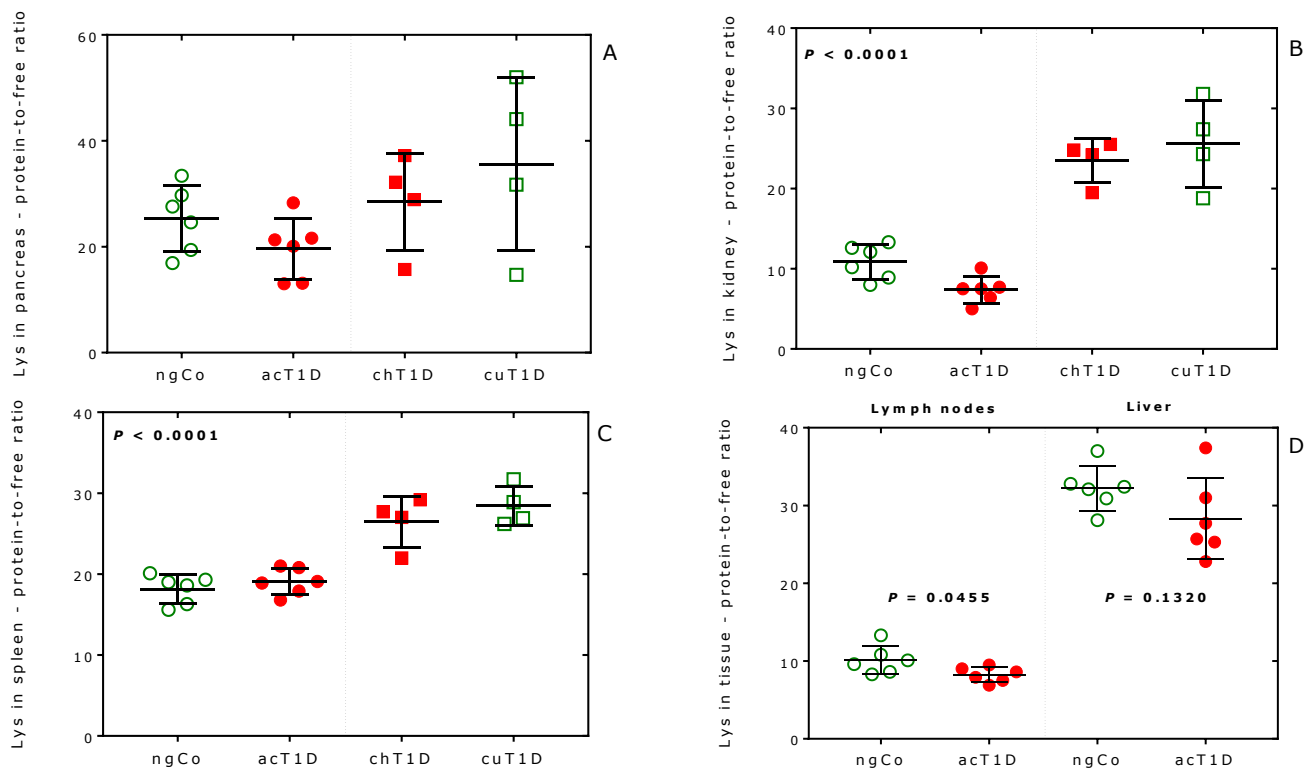 Lys in pancreas - protein-to-free ratio
60
40
20
0
A
ngCo acT1D chT1D cuT1D
Lys in kidney - protein-to-free ratio
40
30
20
10
0
P < 0.0001
B
ngCo acT1D chT1D cuT1D
Lys in spleen - protein-to-free ratio
40
30
20
10
0
P < 0.0001
C
ngCo acT1D chT1D cuT1D
Lymph nodes Liver
Lys in tissue - protein-to-free ratio
40
30
20
10
0
D
P = 0.0455 P = 0.1320
ngCo acT1D ngCo acT1D